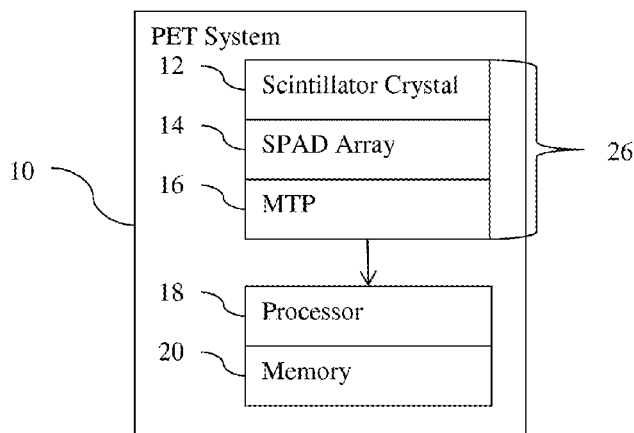 PET System
12
Scintillator Crystal
14
SPAD Array
10
26
16
MTP
18
Processor
20
Memory